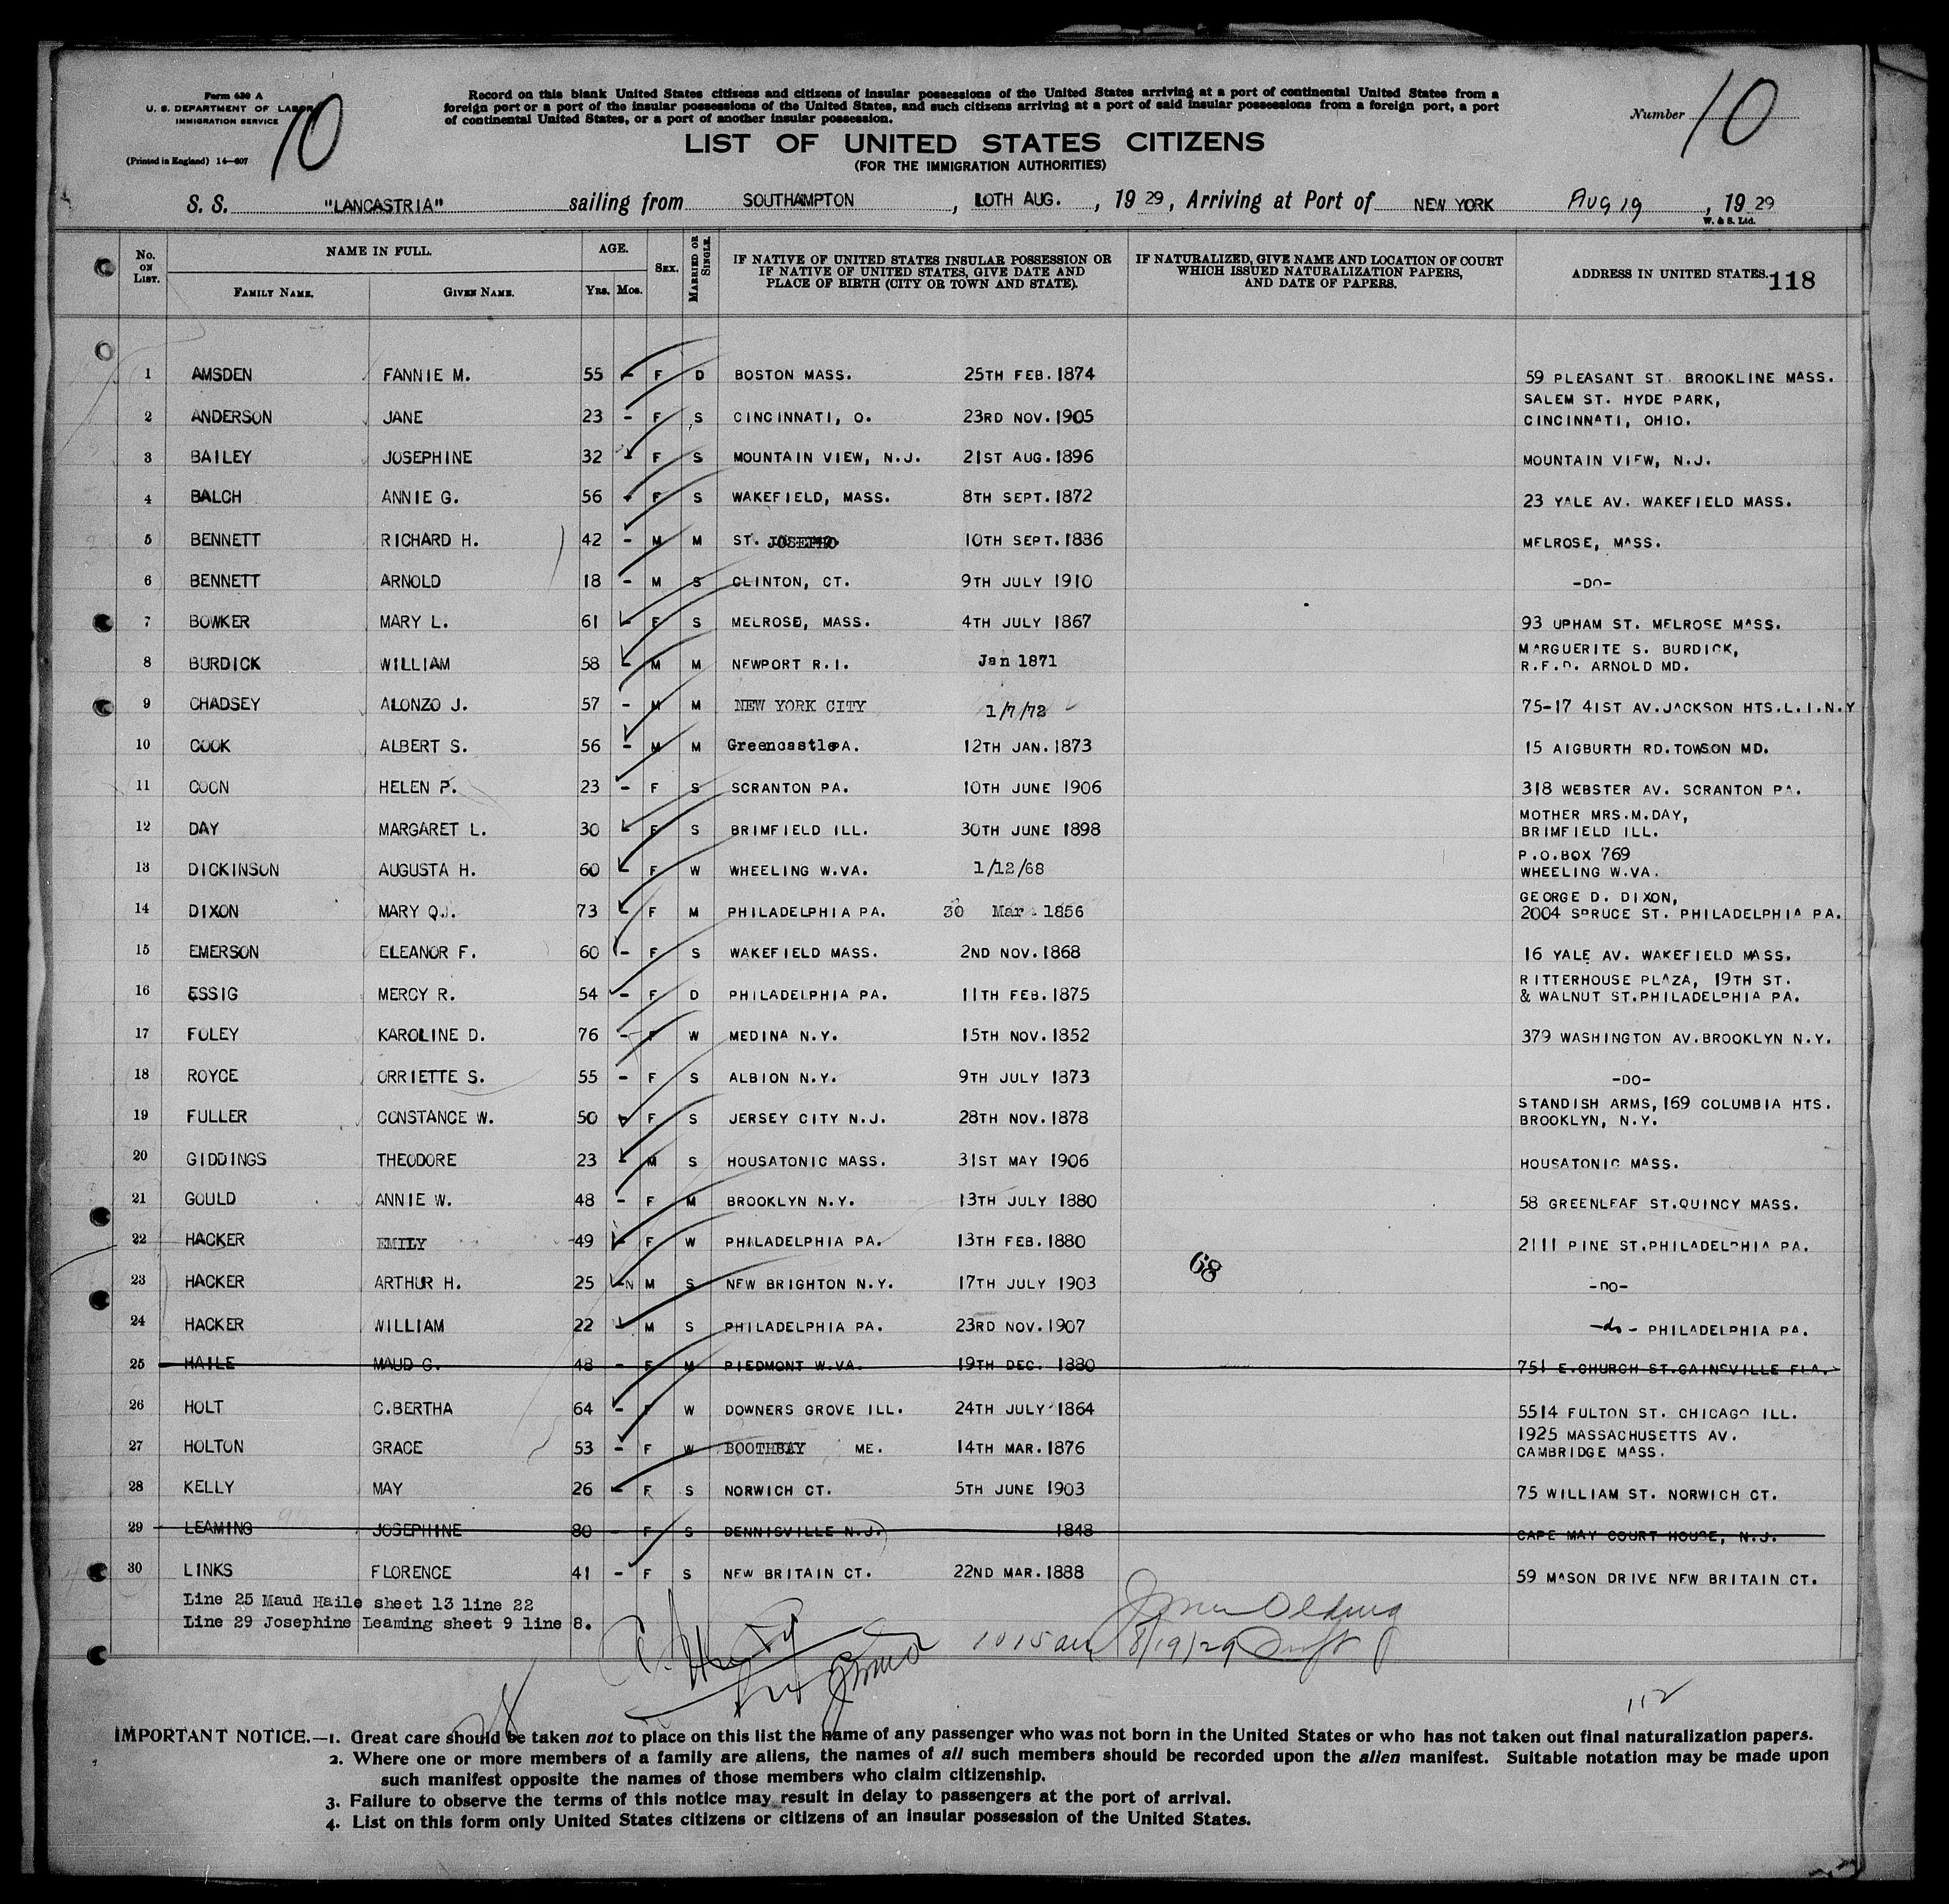 Form 630 A
U. S. DEPARTMENT OF LABOR
IMMIGRATION SERVICE
(Printed in England) 14—607
10
Record on this blank United States citizens and citizens of insular possessions of the United States arriving at a port of continental United States from a
foreign port or a port of the insular possessions of the United States, and such citizens arriving at a port of said insular possessions from a foreign port, a port
of continental United States, or a port of another insular possession.
Number 10
LIST OF UNITED STATES CITIZENS
(FOR THE IMMIGRATION AUTHORITIES)
S. S. "LANCASTRIA" sailing from SOUTHAMPTON, 10TH AUG., 1929, Arriving at Port of NEW YORK Aug 19, 1929
W. & S. Ltd.
No. ON LIST. NAME IN FULL. FAMILY NAME. GIVEN NAME. AGE. YRS. MOS. SEX. MARRIED OR SINGLE. IF NATIVE OF UNITED STATES INSULAR POSSESSION OR IF NATIVE OF UNITED STATES, GIVE DATE AND PLACE OF BIRTH (CITY OR TOWN AND STATE). IF NATURALIZED, GIVE NAME AND LOCATION OF COURT WHICH ISSUED NATURALIZATION PAPERS, AND DATE OF PAPERS. ADDRESS IN UNITED STATES. 118
1 AMSDEN FANNIE M. 55 - F D BOSTON MASS. 25TH FEB. 1874 59 PLEASANT ST. BROOKLINE MASS.
2 ANDERSON JANE 23 - F S CINCINNATI, O. 23RD NOV. 1905 SALEM ST. HYDE PARK, CINCINNATI, OHIO.
3 BAILEY JOSEPHINE 32 - F S MOUNTAIN VIEW, N.J. 21ST AUG. 1896 MOUNTAIN VIEW, N.J.
4 BALCH ANNIE G. 56 - F S WAKEFIELD, MASS. 8TH SEPT. 1872 23 YALE AV. WAKEFIELD MASS.
5 BENNETT RICHARD H. 42 - M M ST. 10TH SEPT. 1886 MELROSE, MASS.
6 BENNETT ARNOLD 18 - M S CLINTON, CT. 9TH JULY 1910 -DO-
7 BOWKER MARY L. 61 - F S MELROSE, MASS. 4TH JULY 1867 93 UPHAM ST. MELROSE MASS.
8 BURDICK WILLIAM 58 - M M NEWPORT R.I. Jan 1871 MARGUERITE S. BURDICK, R.F.D. ARNOLD MD.
9 CHADSEY ALONZO J. 57 - M M NEW YORK CITY 1/7/72 75-17 41ST AV. JACKSON HTS. L.I.N.Y
10 COOK ALBERT S. 56 - M M Greencastle PA. 12TH JAN. 1873 15 AIGBURTH RD. TOWSON MD.
11 COON HELEN P. 23 - F S SCRANTON PA. 10TH JUNE 1906 318 WEBSTER AV. SCRANTON PA.
12 DAY MARGARET L. 30 - F S BRIMFIELD ILL. 30TH JUNE 1898 MOTHER MRS.M.DAY, BRIMFIELD ILL.
13 DICKINSON AUGUSTA H. 60 - F W WHEELING W.VA. 1/12/68 P.O.BOX 769 WHEELING W.VA.
14 DIXON MARY Q.J. 73 - F M PHILADELPHIA PA. 30 Mar. 1856 GEORGE D. DIXON, 2004 SPRUCE ST. PHILADELPHIA PA.
15 EMERSON ELEANOR F. 60 - F S WAKEFIELD MASS. 2ND NOV. 1868 16 YALE AV. WAKEFIELD MASS.
16 ESSIG MERCY R. 54 - F D PHILADELPHIA PA. 11TH FEB. 1875 RITTERHOUSE PLAZA, 19TH ST. & WALNUT ST. PHILADELPHIA PA.
17 FOLEY KAROLINE D. 76 - F W MEDINA N.Y. 15TH NOV. 1852 379 WASHINGTON AV. BROOKLYN N.Y.
18 ROYCE ORRIETTE S. 55 - F S ALBION N.Y. 9TH JULY 1873 -DO-
19 FULLER CONSTANCE W. 50 - F S JERSEY CITY N.J. 28TH NOV. 1878 STANDISH ARMS, 169 COLUMBIA HTS. BROOKLYN, N.Y.
20 GIDDINGS THEODORE 23 - M S HOUSATONIC MASS. 31ST MAY 1906 HOUSATONIC MASS.
21 GOULD ANNIE W. 48 - F M BROOKLYN N.Y. 13TH JULY 1880 58 GREENLEAF ST. QUINCY MASS.
22 HACKER EMILY 49 - F W PHILADELPHIA PA. 13TH FEB. 1880 2111 PINE ST. PHILADELPHIA PA.
23 HACKER ARTHUR H. 25 - N M S NEW BRIGHTON N.Y. 17TH JULY 1903 68 -DO-
24 HACKER WILLIAM 22 - M S PHILADELPHIA PA. 23RD NOV. 1907 -do- PHILADELPHIA PA.
25 HAILE MAUD G. 48 - F M PIEDMONT W.VA. 19TH DEC. 1880 751 E.CHURCH ST. GAINSVILLE FLA.
26 HOLT C.BERTHA 64 - F W DOWNERS GROVE ILL. 24TH JULY 1864 5514 FULTON ST. CHICAGO ILL.
27 HOLTON GRACE 53 - F W BOOTHBAY ME. 14TH MAR. 1876 1925 MASSACHUSETTS AV. CAMBRIDGE MASS.
28 KELLY MAY 26 - F S NORWICH CT. 5TH JUNE 1903 75 WILLIAM ST. NORWICH CT.
29 LEAMING JOSEPHINE 80 - F S DENNISVILLE N.J. 1848 CAPE MAY COURT HOUSE, N.J.
30 LINKS FLORENCE 41 - F S NEW BRITAIN CT. 22ND MAR. 1888 59 MASON DRIVE NEW BRITAIN CT.
Line 25 Maud Haile sheet 13 line 22
Line 29 Josephine Leaming sheet 9 line 8.
1015 am 8/19/29
28
112
IMPORTANT NOTICE.—1. Great care should be taken not to place on this list the name of any passenger who was not born in the United States or who has not taken out final naturalization papers.
2. Where one or more members of a family are aliens, the names of all such members should be recorded upon the alien manifest. Suitable notation may be made upon
such manifest opposite the names of those members who claim citizenship.
3. Failure to observe the terms of this notice may result in delay to passengers at the port of arrival.
4. List on this form only United States citizens or citizens of an insular possession of the United States.